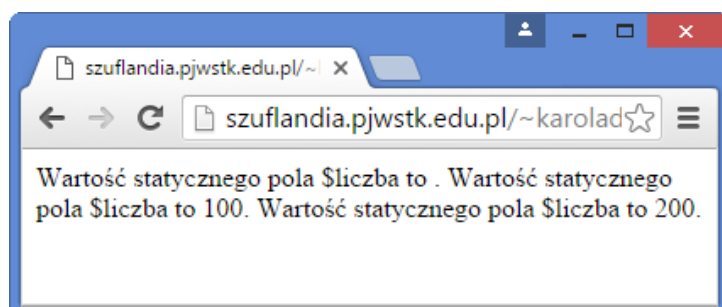 szuflandia.pjwstk.edu.pl/~
szuflandia.pjwstk.edu.pl/~karolad
Wartość statycznego pola $liczba to . Wartość statycznego
pola $liczba to 100. Wartość statycznego pola $liczba to 200.